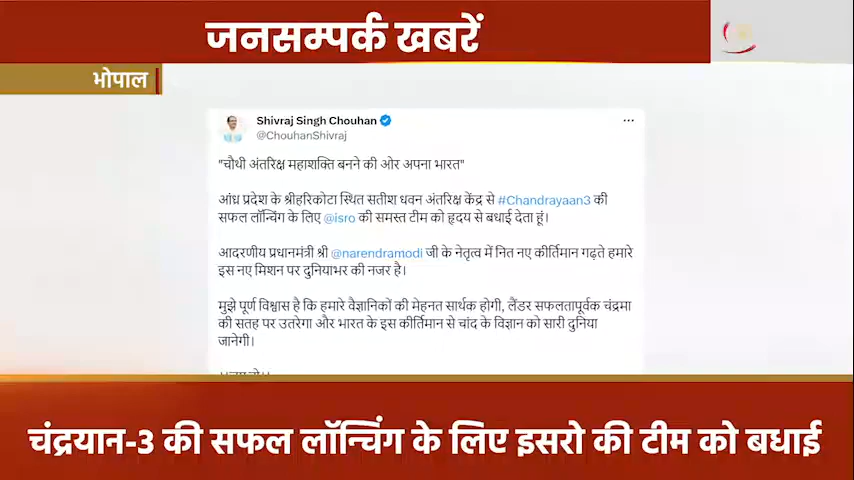 जनसम्पर्क खबरें
भोपाल
Shivraj Singh Chouhan
@ChouhanShivraj
"चौथी अंतरिक्ष महाशक्ति बनने की ओर अपना भारत"
आंध्र प्रदेश के श्रीहरिकोटा स्थित सतीश धवन अंतरिक्ष केंद्र से #Chandrayaan3 की
सफल लॉन्चिंग के लिए @isro की समस्त टीम को हृदय से बधाई देता हूं।
आदरणीय प्रधानमंत्री श्री @narendramodi जी के नेतृत्व में नित नए कीर्तिमान गढ़ते हमारे
इस नए मिशन पर दुनियाभर की नजर है।
मुझे पूर्ण विश्वास है कि हमारे वैज्ञानिकों की मेहनत सार्थक होगी, लैंडर सफलतापूर्वक चंद्रमा
की सतह पर उतरेगा और भारत के इस कीर्तिमान से चांद के विज्ञान को सारी दुनिया
जानेगी।
चंद्रयान-3 की सफल लॉन्चिंग के लिए इसरो की टीम को बधाई